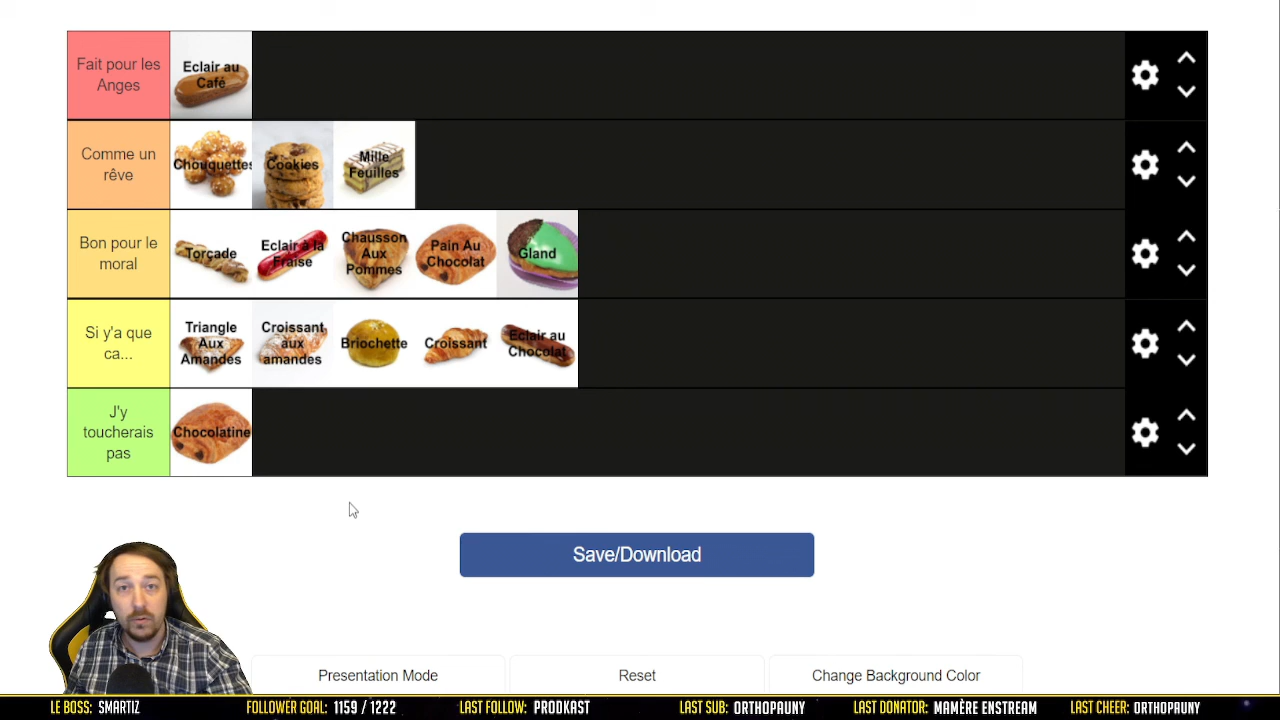 Fait pour les
Anges
Eclair au
Café
Comme un
rêve
Chouquettes
Cookies
Mille
Feuilles
Bon pour le
moral
Torçade
Eclair à la
Fraise
Chausson
Aux
Pommes
Pain Au
Chocolat
Gland
Si y'a que
ca...
Triangle
Aux
Amandes
Croissant
aux
amandes
Briochette
Croissant
Eclair au
Chocolat
J'y
toucherais
pas
Chocolatine
Save/Download
Presentation Mode
Reset
Change Background Color
LE BOSS: SMARTIZ
FOLLOWER GOAL: 1159 / 1222
LAST FOLLOW: PRODKAST
LAST SUB: ORTHOPAUNY
LAST DONATOR: MAMÈRE ENSTREAM
LAST CHEER: ORTHOPAUNY